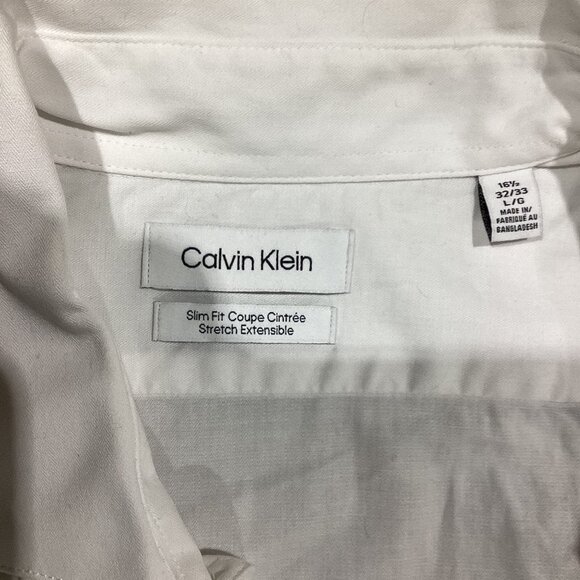 Calvin Klein
Slim Fit Coupe Cintrée
Stretch Extensible
16½
32/33
L/G
MADE IN/
FABRIQUÉ AU
BANGLADESH